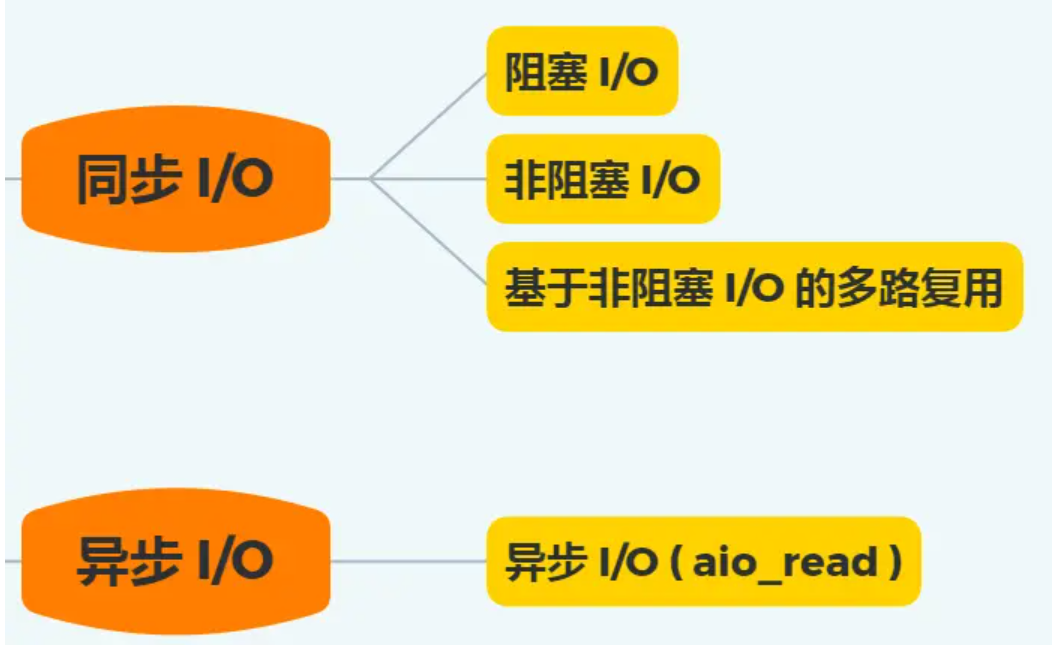 同步 I/O
阻塞 I/O
非阻塞 I/O
基于非阻塞 I/O 的多路复用
异步 I/O
异步 I/O ( aio_read )